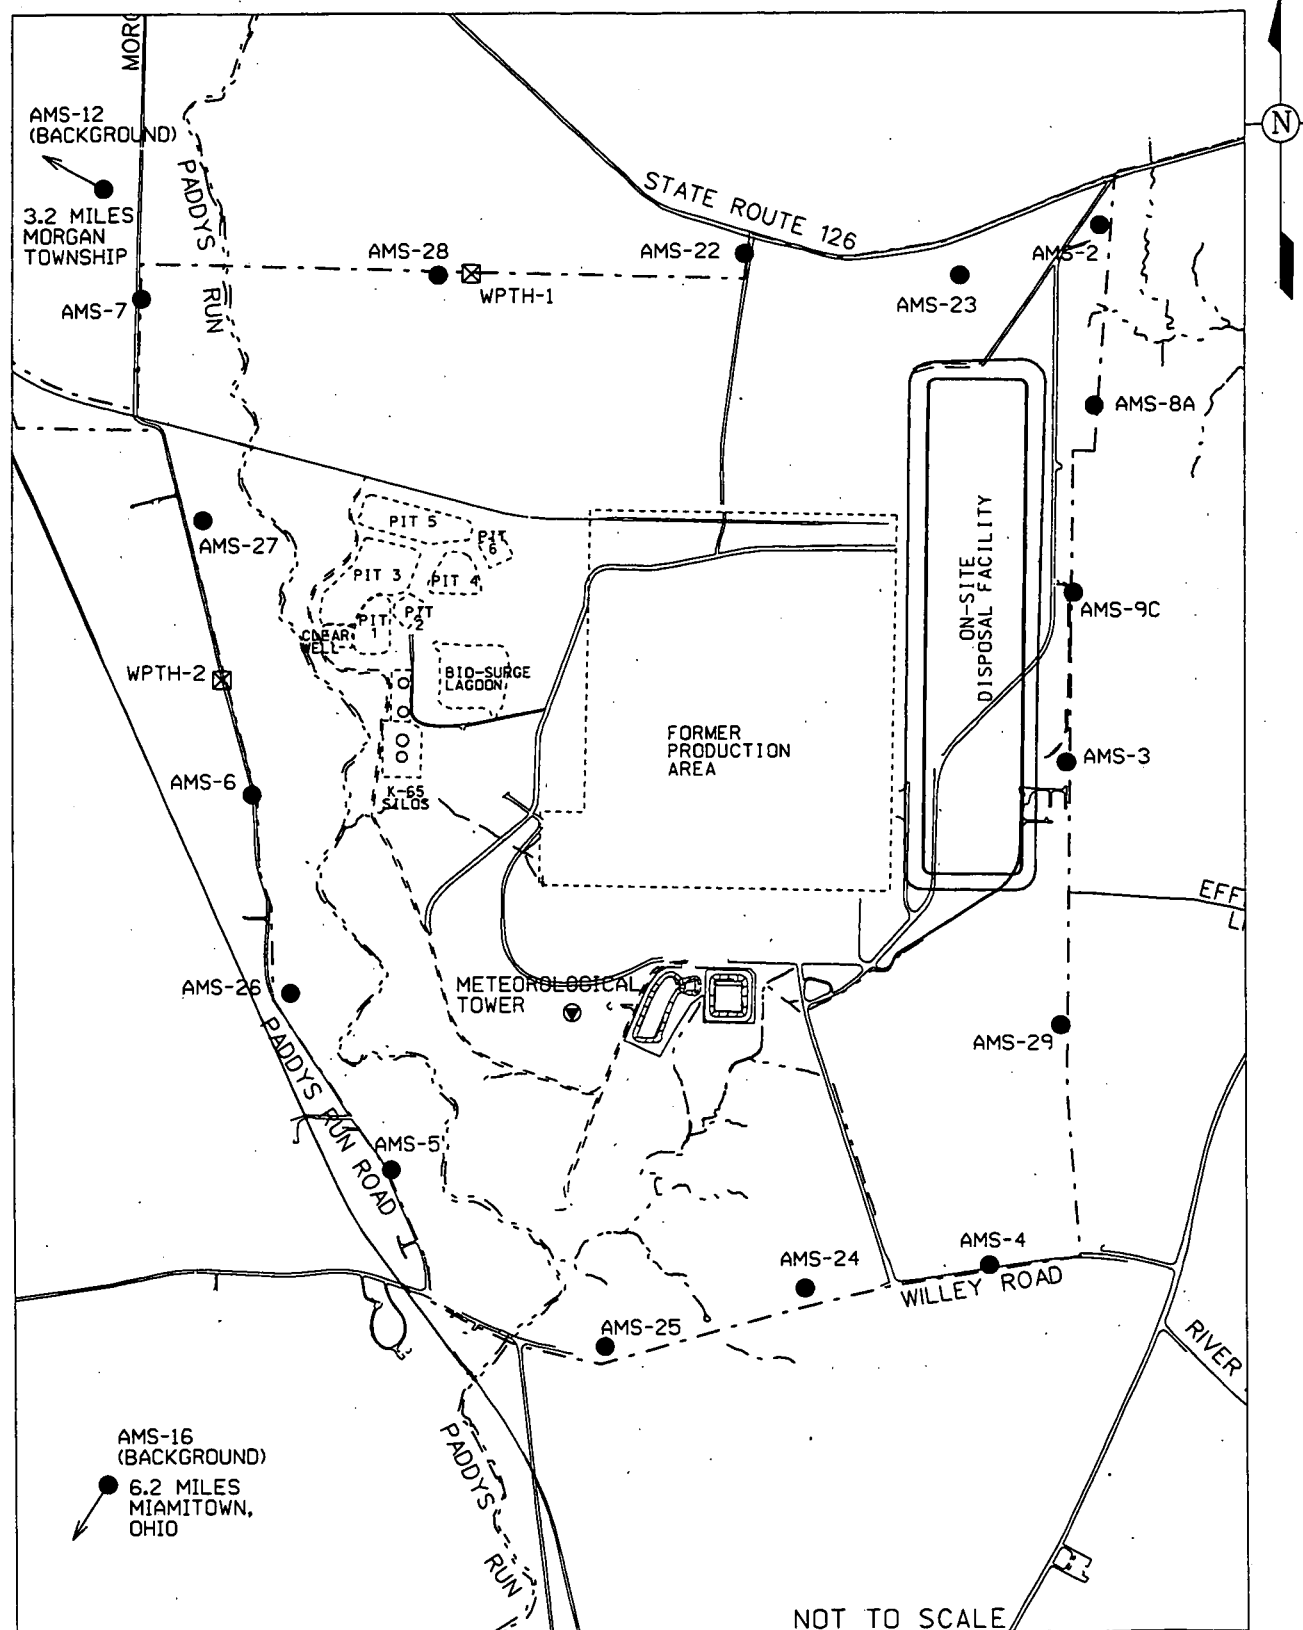 MORG
N
AMS-12
(BACKGROUND)
3.2 MILES
MORGAN
TOWNSHIP
PADDYS RUN
STATE ROUTE 126
AMS-28
WPTH-1
AMS-22
AMS-2
AMS-23
AMS-7
AMS-8A
AMS-27
PIT 5
PIT
6
PIT 3
PIT 4
PIT
1
PIT
2
CLEAR
WELL
ON-SITE
DISPOSAL FACILITY
AMS-9C
WPTH-2
BIO-SURGE
LAGOON
FORMER
PRODUCTION
AREA
AMS-3
AMS-6
K-65
SILOS
EFF
LI
AMS-26
METEOROLOGICAL
TOWER
AMS-29
PADDYS RUN ROAD
AMS-5
AMS-24
AMS-4
WILLEY ROAD
AMS-25
RIVER
AMS-16
(BACKGROUND)
6.2 MILES
MIAMITOWN,
OHIO
PADDYS RUN
NOT TO SCALE